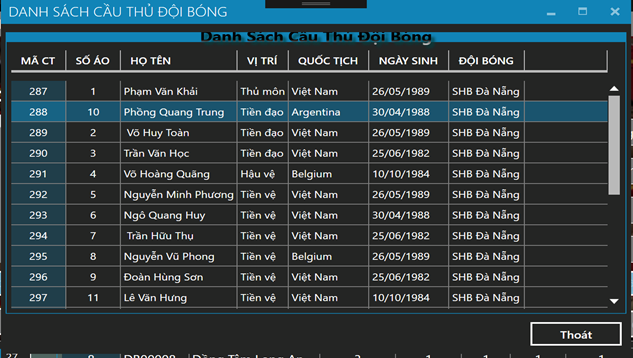 DANH SÁCH CẦU THỦ ĐỘI BÓNG
Danh Sách Cầu Thủ Đội Bóng
MÃ CT SỐ ÁO HỌ TÊN VỊ TRÍ QUỐC TỊCH NGÀY SINH ĐỘI BÓNG
287 1 Phạm Văn Khải Thủ môn Việt Nam 26/05/1989 SHB Đà Nẵng
288 10 Phồng Quang Trung Tiền đạo Argentina 30/04/1988 SHB Đà Nẵng
289 2 Võ Huy Toàn Tiền đạo Việt Nam 26/05/1989 SHB Đà Nẵng
290 3 Trần Văn Học Tiền đạo Việt Nam 25/06/1982 SHB Đà Nẵng
291 4 Võ Hoàng Quãng Hậu vệ Belgium 10/10/1984 SHB Đà Nẵng
292 5 Nguyễn Minh Phương Tiền vệ Việt Nam 26/05/1989 SHB Đà Nẵng
293 6 Ngô Quang Huy Tiền vệ Việt Nam 30/04/1988 SHB Đà Nẵng
294 7 Trần Hữu Thụ Tiền vệ Việt Nam 25/06/1982 SHB Đà Nẵng
295 8 Nguyễn Vũ Phong Tiền vệ Belgium 26/05/1989 SHB Đà Nẵng
296 9 Đoàn Hùng Sơn Tiền vệ Việt Nam 25/06/1982 SHB Đà Nẵng
297 11 Lê Văn Hưng Tiền vệ Việt Nam 10/10/1984 SHB Đà Nẵng
Thoát